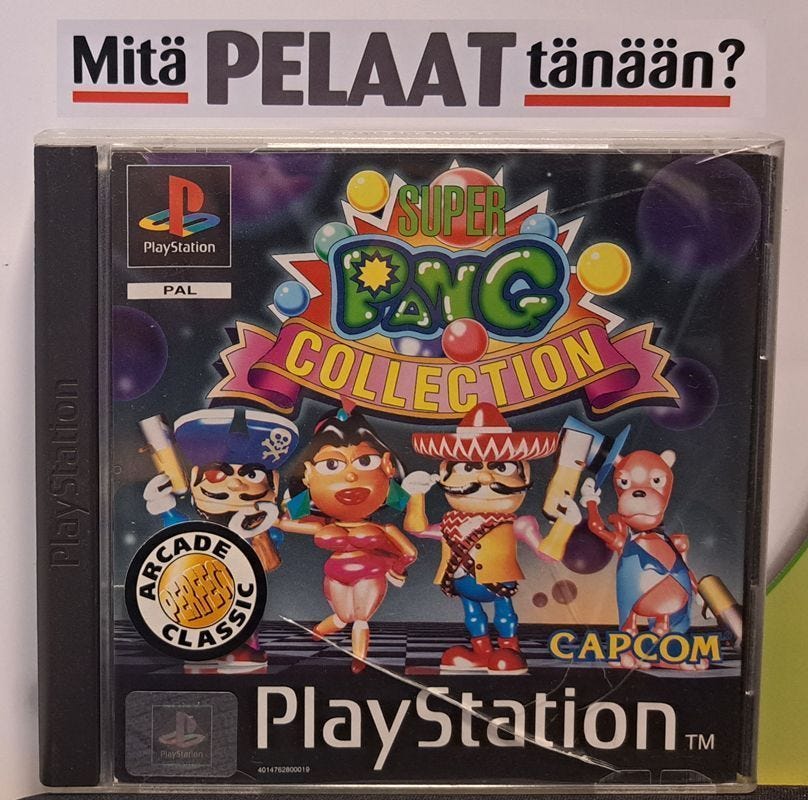 Mitä PELAAT tänään?
PlayStation
PAL
SUPER
PANG
COLLECTION
PlayStation
ARCADE
PERFECT
CLASSIC
CAPCOM
PlayStation
PlayStation TM
4014762800019